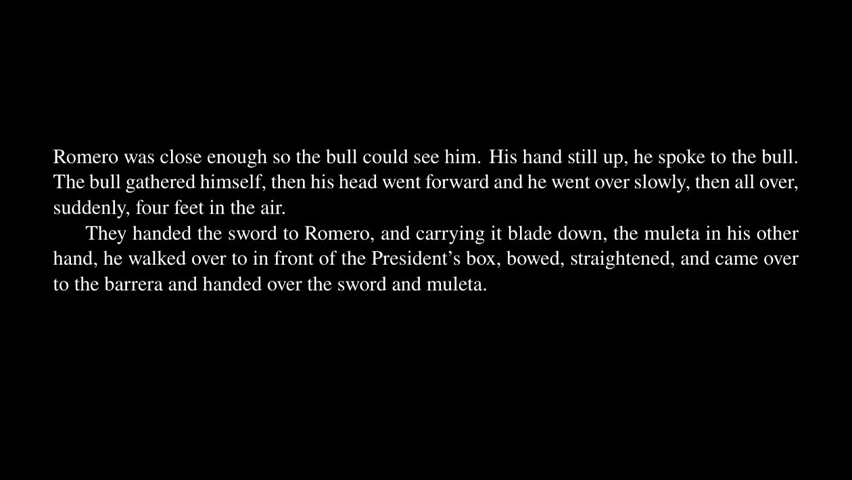 Romero was close enough so the bull could see him. His hand still up, he spoke to the bull.
The bull gathered himself, then his head went forward and he went over slowly, then all over,
suddenly, four feet in the air.
They handed the sword to Romero, and carrying it blade down, the muleta in his other
hand, he walked over to in front of the President's box, bowed, straightened, and came over
to the barrera and handed over the sword and muleta.